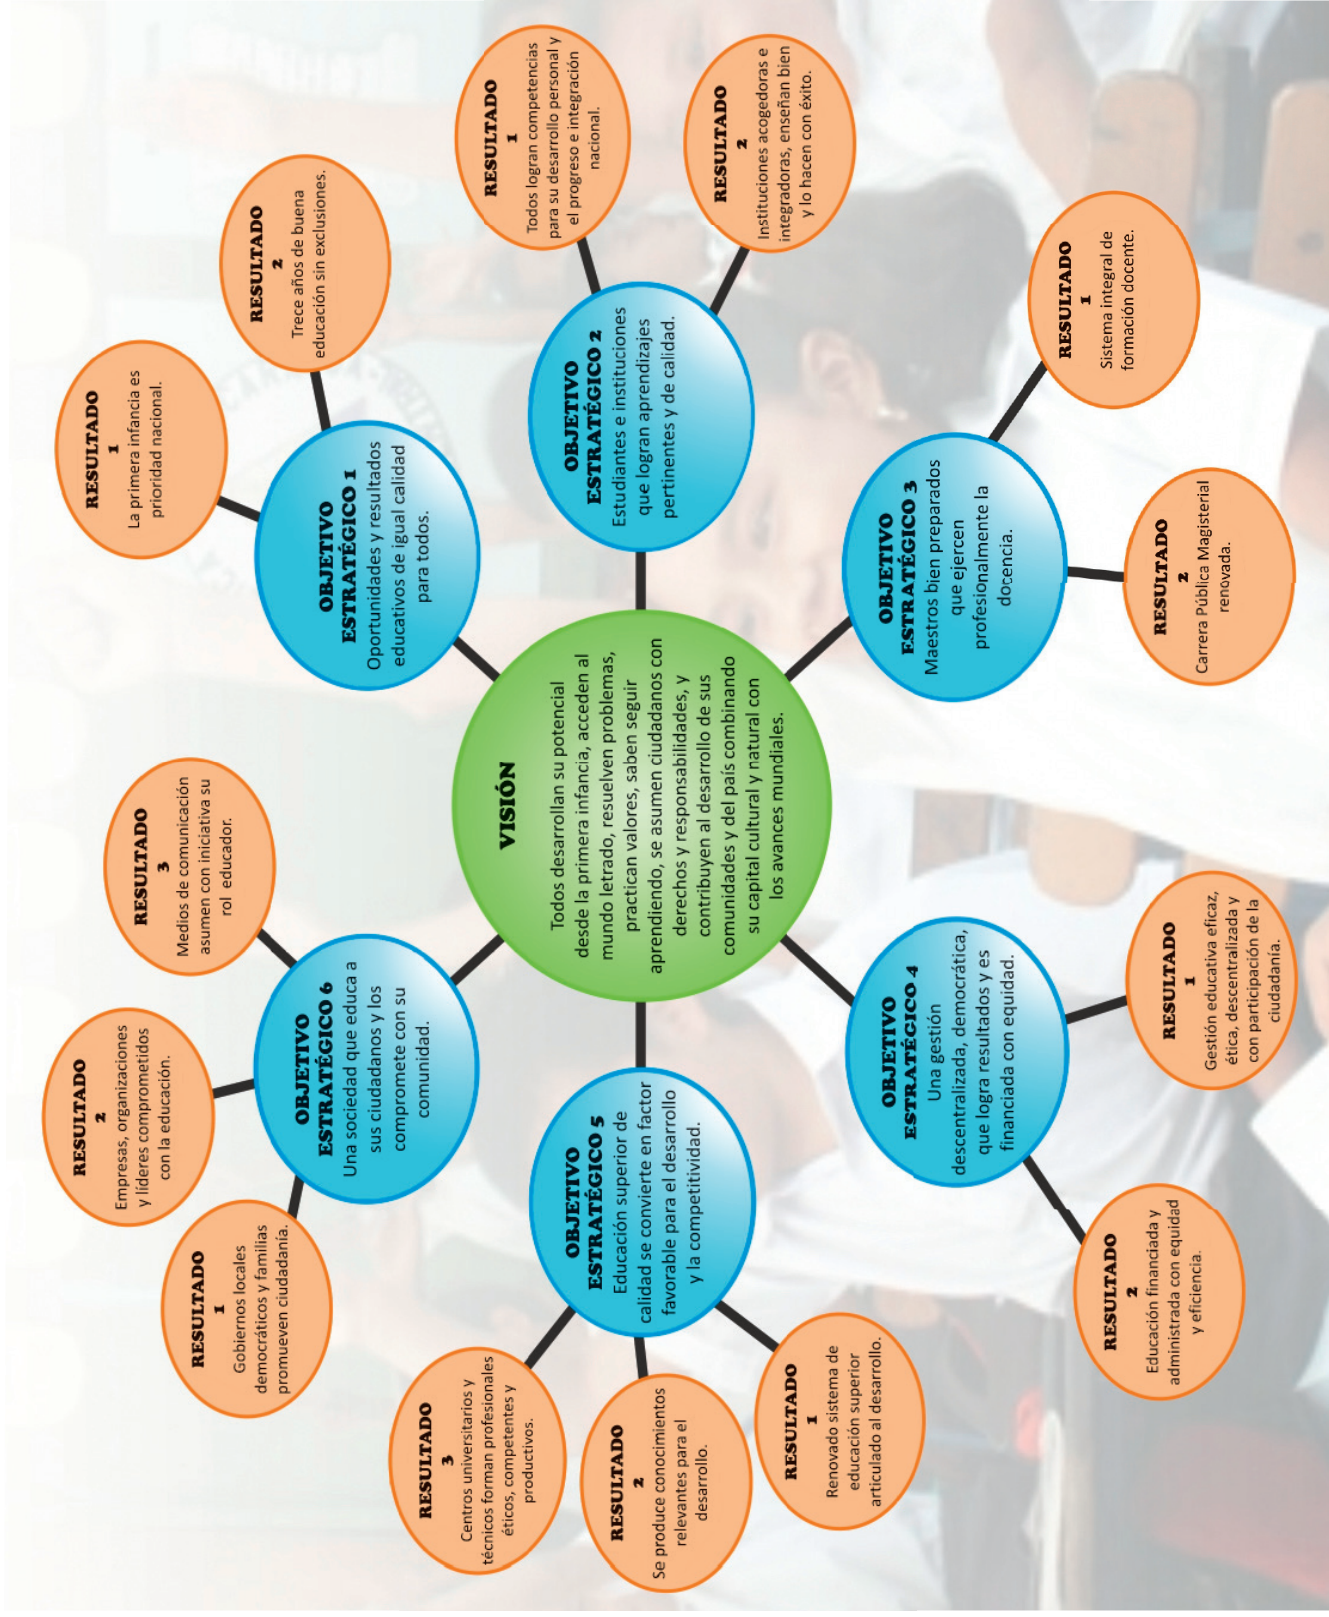 VISIÓN
Todos desarrollan su potencial
desde la primera infancia, acceden al
mundo letrado, resuelven problemas,
practican valores, saben seguir
aprendiendo, se asumen ciudadanos con
derechos y responsabilidades, y
contribuyen al desarrollo de sus
comunidades y del país combinando
su capital cultural y natural con
los avances mundiales.
OBJETIVO
ESTRATÉGICO 1
Oportunidades y resultados
educativos de igual calidad
para todos.
RESULTADO
1
La primera infancia es
prioridad nacional.
RESULTADO
2
Trece años de buena
educación sin exclusiones.
OBJETIVO
ESTRATÉGICO 2
Estudiantes e instituciones
que logran aprendizajes
pertinentes y de calidad.
RESULTADO
1
Todos logran competencias
para su desarrollo personal y
el progreso e integración
nacional.
RESULTADO
2
Instituciones acogedoras e
integradoras, enseñan bien
y lo hacen con éxito.
OBJETIVO
ESTRATÉGICO 3
Maestros bien preparados
que ejercen
profesionalmente la
docencia.
RESULTADO
1
Sistema integral de
formación docente.
RESULTADO
2
Carrera Pública Magisterial
renovada.
OBJETIVO
ESTRATÉGICO 4
Una gestión
descentralizada, democrática,
que logra resultados y es
financiada con equidad.
RESULTADO
1
Gestión educativa eficaz,
ética, descentralizada y
con participación de la
ciudadanía.
RESULTADO
2
Educación financiada y
administrada con equidad
y eficiencia.
OBJETIVO
ESTRATÉGICO 5
Educación superior de
calidad se convierte en factor
favorable para el desarrollo
y la competitividad.
RESULTADO
1
Renovado sistema de
educación superior
articulado al desarrollo.
RESULTADO
2
Se produce conocimientos
relevantes para el
desarrollo.
RESULTADO
3
Centros universitarios y
técnicos forman profesionales
éticos, competentes y
productivos.
OBJETIVO
ESTRATÉGICO 6
Una sociedad que educa a
sus ciudadanos y los
compromete con su
comunidad.
RESULTADO
1
Gobiernos locales
democráticos y familias
promueven ciudadanía.
RESULTADO
2
Empresas, organizaciones
y líderes comprometidos
con la educación.
RESULTADO
3
Medios de comunicación
asumen con iniciativa su
rol educador.